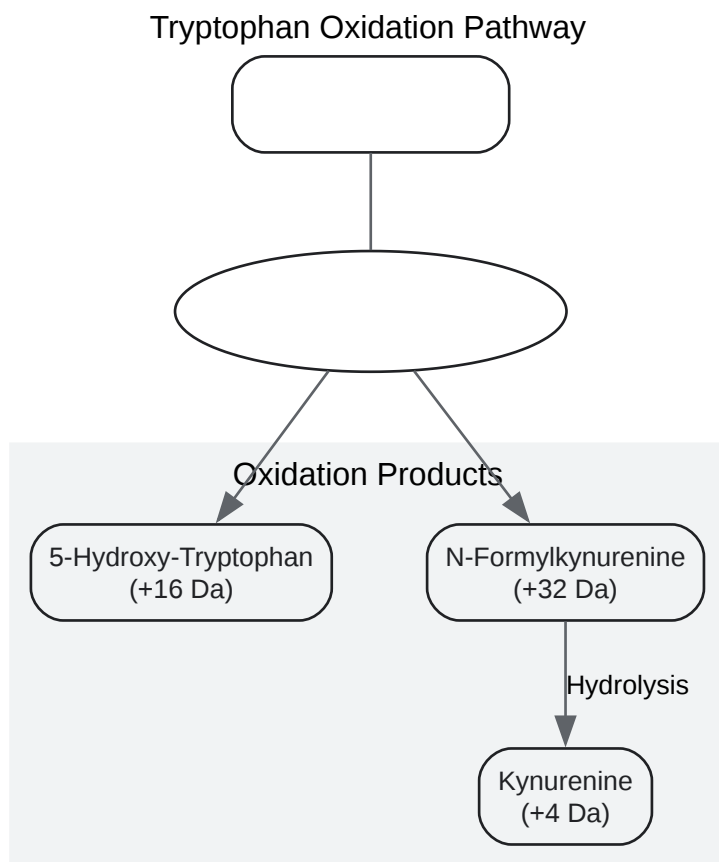 Tryptophan Oxidation Pathway
Oxidation Products
5-Hydroxy-Tryptophan
(+16 Da)
N-Formylkynurenine
(+32 Da)
Hydrolysis
Kynurenine
(+4 Da)